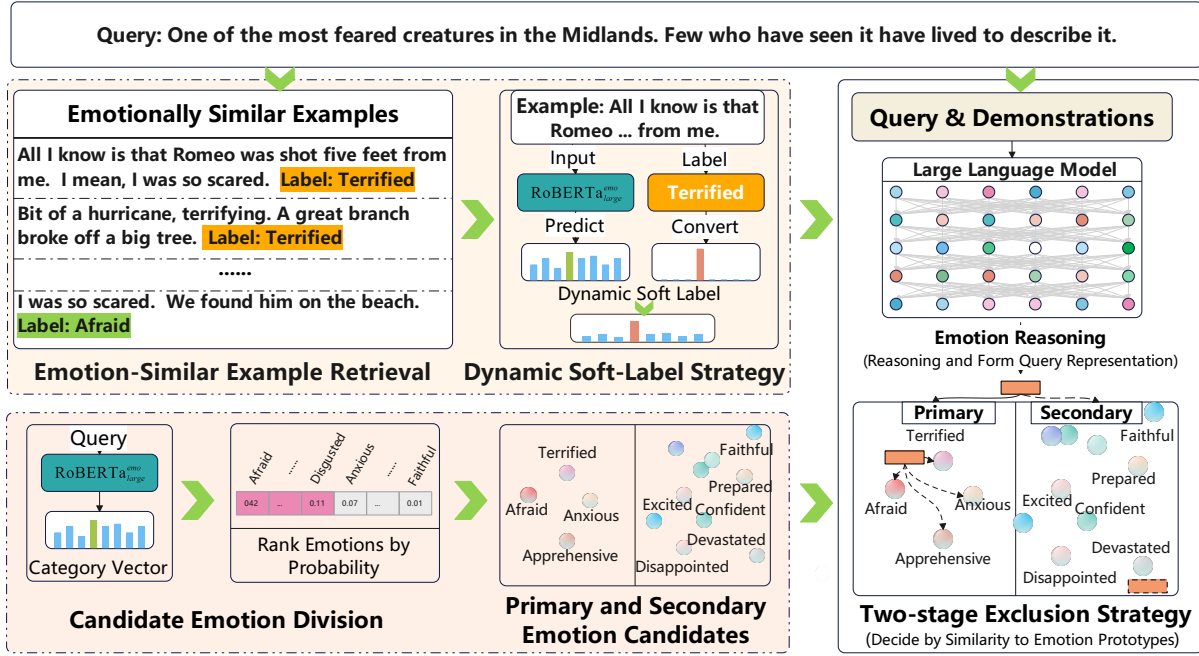 Query: One of the most feared creatures in the Midlands. Few who have seen it have lived to describe it.
Emotionally Similar Examples
All I know is that Romeo was shot five feet from
me. I mean, I was so scared. Label: Terrified
Bit of a hurricane, terrifying. A great branch
broke off a big tree. Label: Terrified
......
I was so scared. We found him on the beach.
Label: Afraid
Emotion-Similar Example Retrieval
Example: All I know is that
Romeo ... from me.
Input
Label
RoBERTa emo large
Terrified
Predict
Convert
Dynamic Soft Label
Dynamic Soft-Label Strategy
Query & Demonstrations
Large Language Model
Emotion Reasoning
(Reasoning and Form Query Representation)
Primary
Secondary
Terrified
Afraid
Anxious
Apprehensive
Faithful
Prepared
Excited
Confident
Devastated
Disappointed
Two-stage Exclusion Strategy
(Decide by Similarity to Emotion Prototypes)
Query
RoBERTa emo large
Category Vector
Afraid
.....
Disgusted
Anxious
.....
Faithful
042
...
0.11
0.07
...
0.01
Rank Emotions by
Probability
Candidate Emotion Division
Terrified
Afraid
Anxious
Apprehensive
Faithful
Prepared
Excited
Confident
Devastated
Disappointed
Primary and Secondary
Emotion Candidates